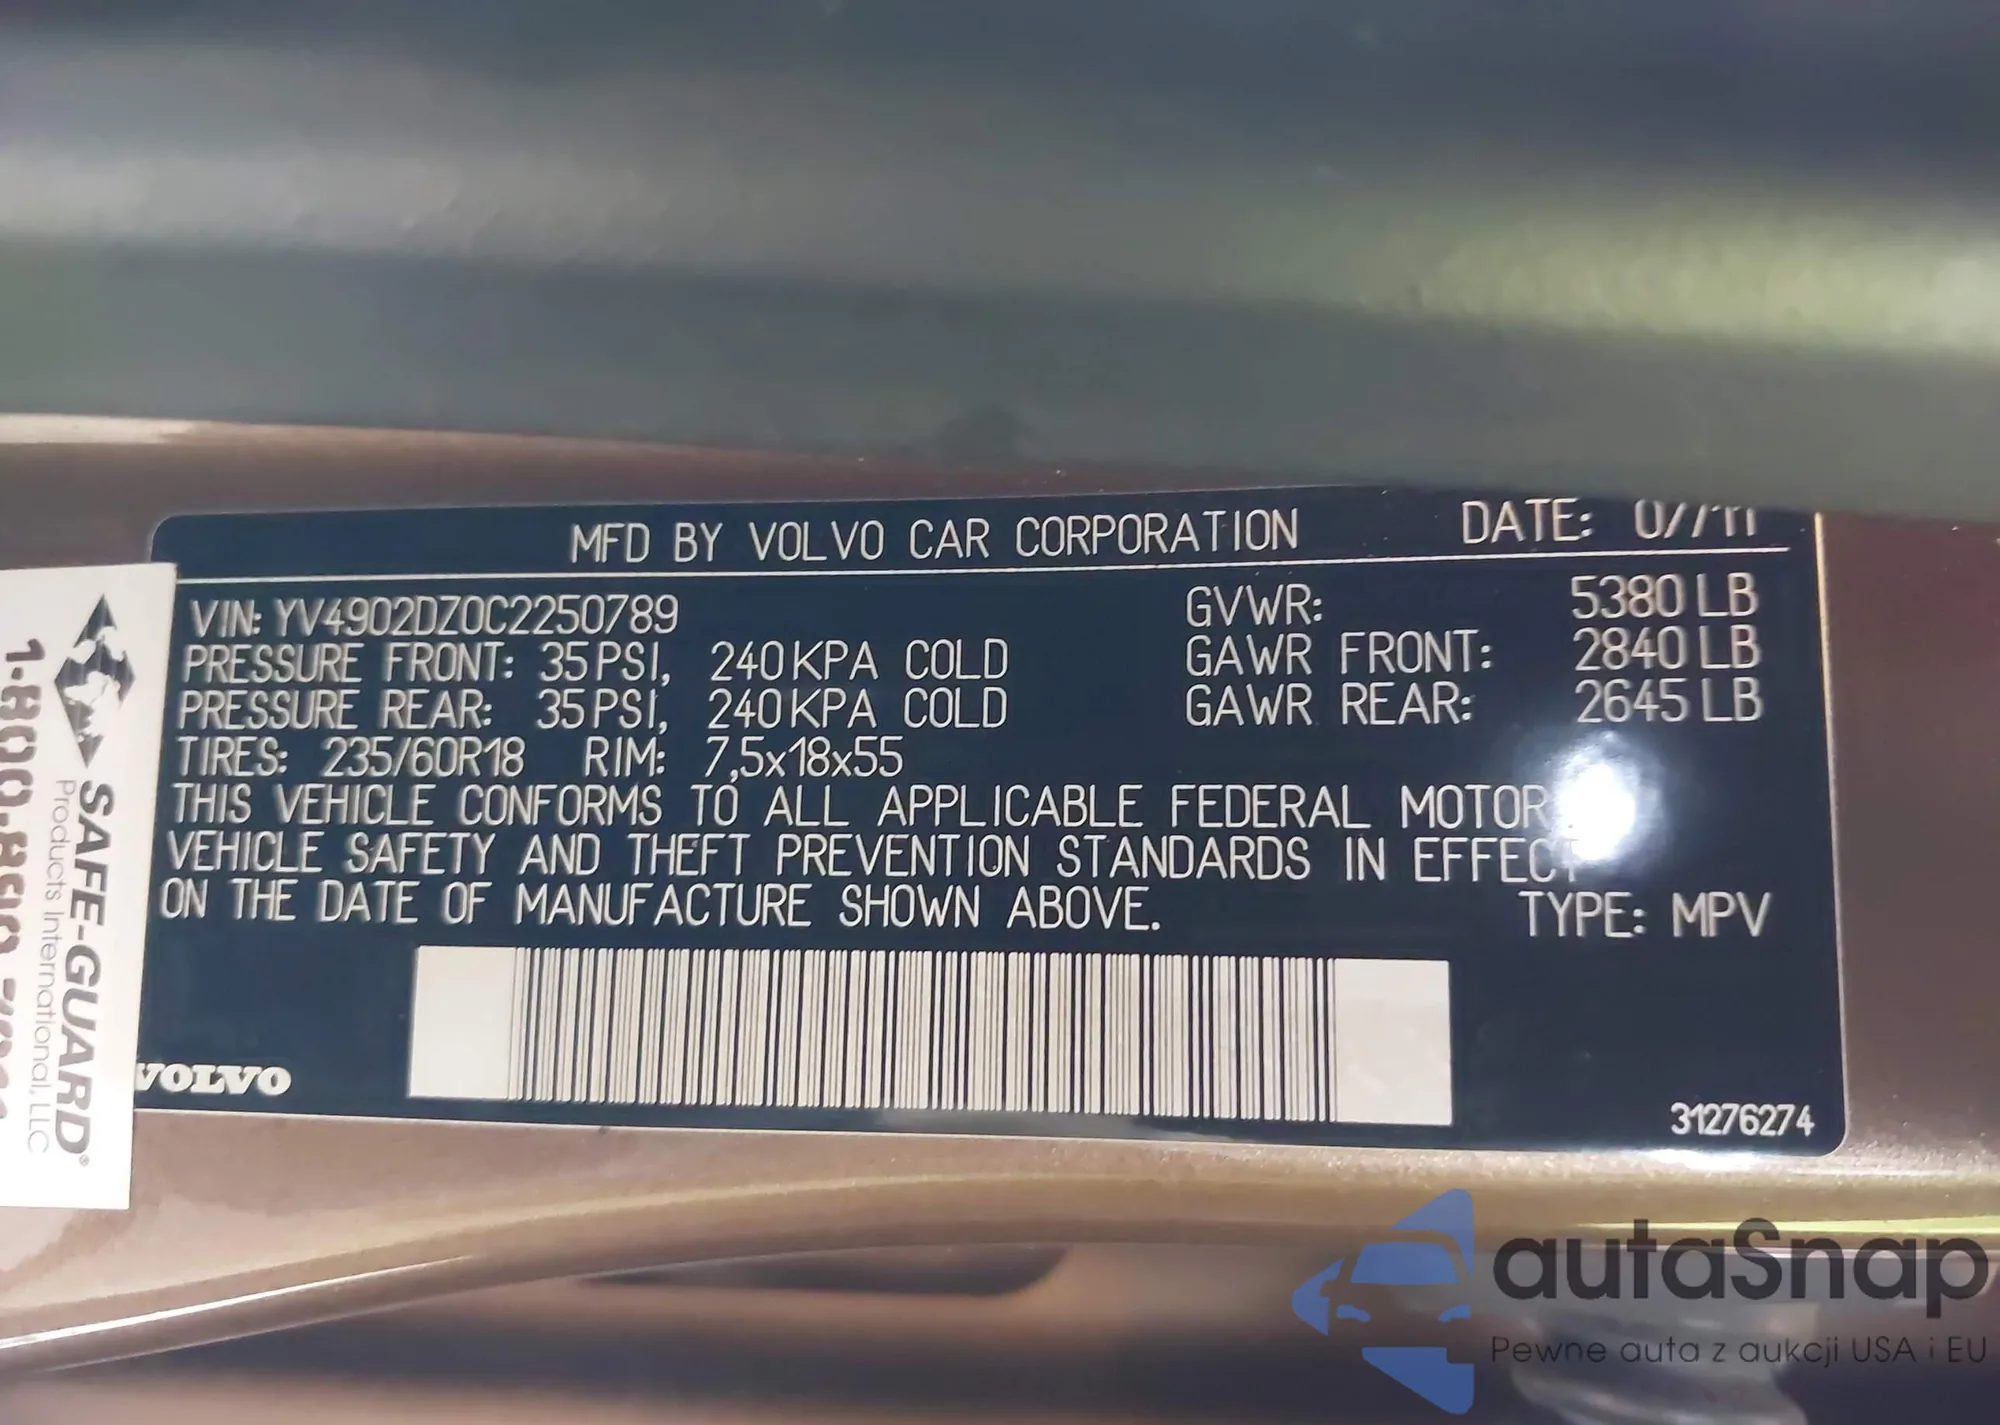 MFD BY VOLVO CAR CORPORATION DATE: 07/11
VIN: YV4902DZ0C2250789 GVWR: 5380 LB
PRESSURE FRONT: 35 PSI, 240 KPA COLD GAWR FRONT: 2840 LB
PRESSURE REAR: 35 PSI, 240 KPA COLD GAWR REAR: 2645 LB
TIRES: 235/60R18 RIM: 7,5x18x55
THIS VEHICLE CONFORMS TO ALL APPLICABLE FEDERAL MOTOR
VEHICLE SAFETY AND THEFT PREVENTION STANDARDS IN EFFECT
ON THE DATE OF MANUFACTURE SHOWN ABOVE. TYPE: MPV
VOLVO
31276274
SAFE-GUARD®
Products International, LLC
autaSnap
Pewne auta z aukcji USA i EU